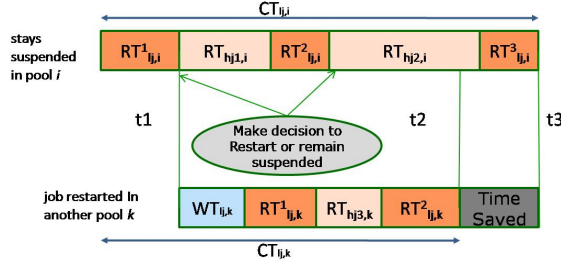 CTlj,i
stays
suspended
in pool i
RT¹lj,i
RThj1,i
RT²lj,i
RThj2,i
RT³lj,i
t1
t2
t3
Make decision to
Restart or remain
suspended
job restarted In
another pool k
WTlj,k
RT¹lj,k
RThj3,k
RT²lj,k
Time
Saved
CTlj,k